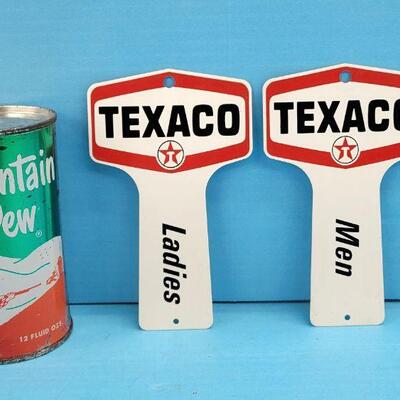 ntain
Dew®
12 FLUID OZ.
TEXACO
T
Ladies
TEXACO
T
Men